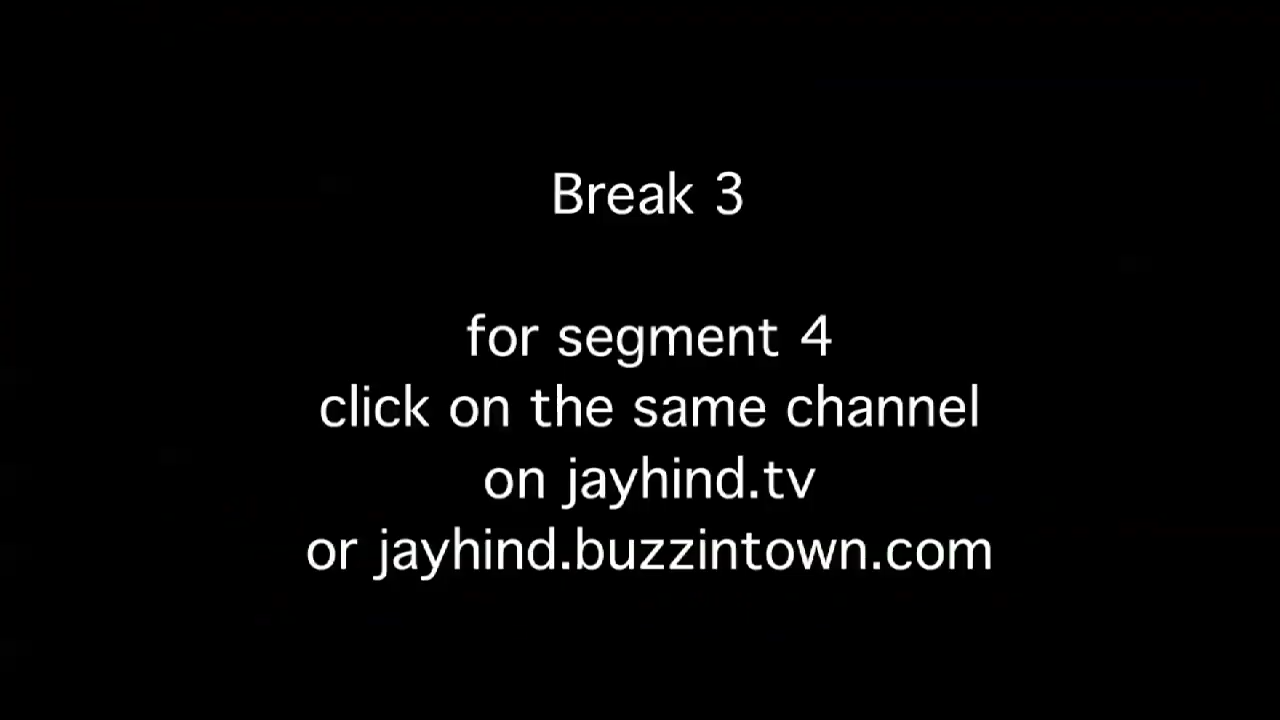 Break 3
for segment 4
click on the same channel
on jayhind.tv
or jayhind.buzzintown.com